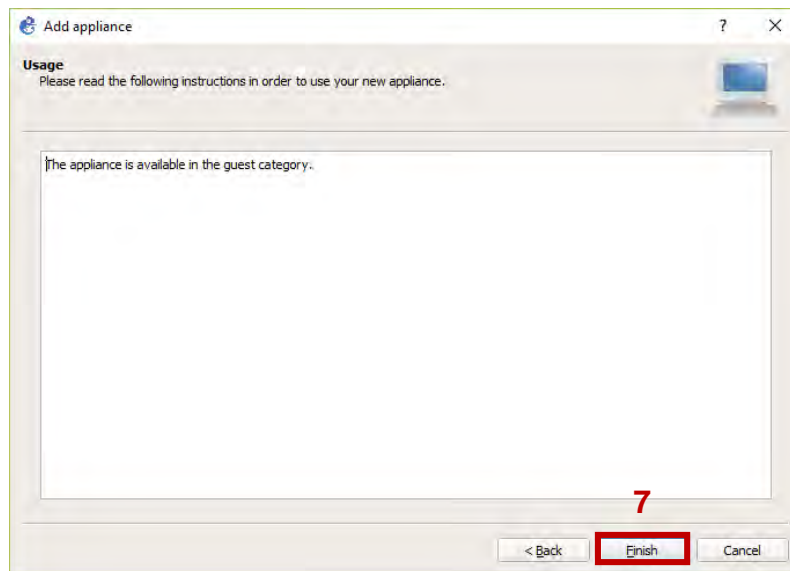 Add appliance
?
Usage
Please read the following instructions in order to use your new appliance.
The appliance is available in the guest category.
7
< Back
Finish
Cancel